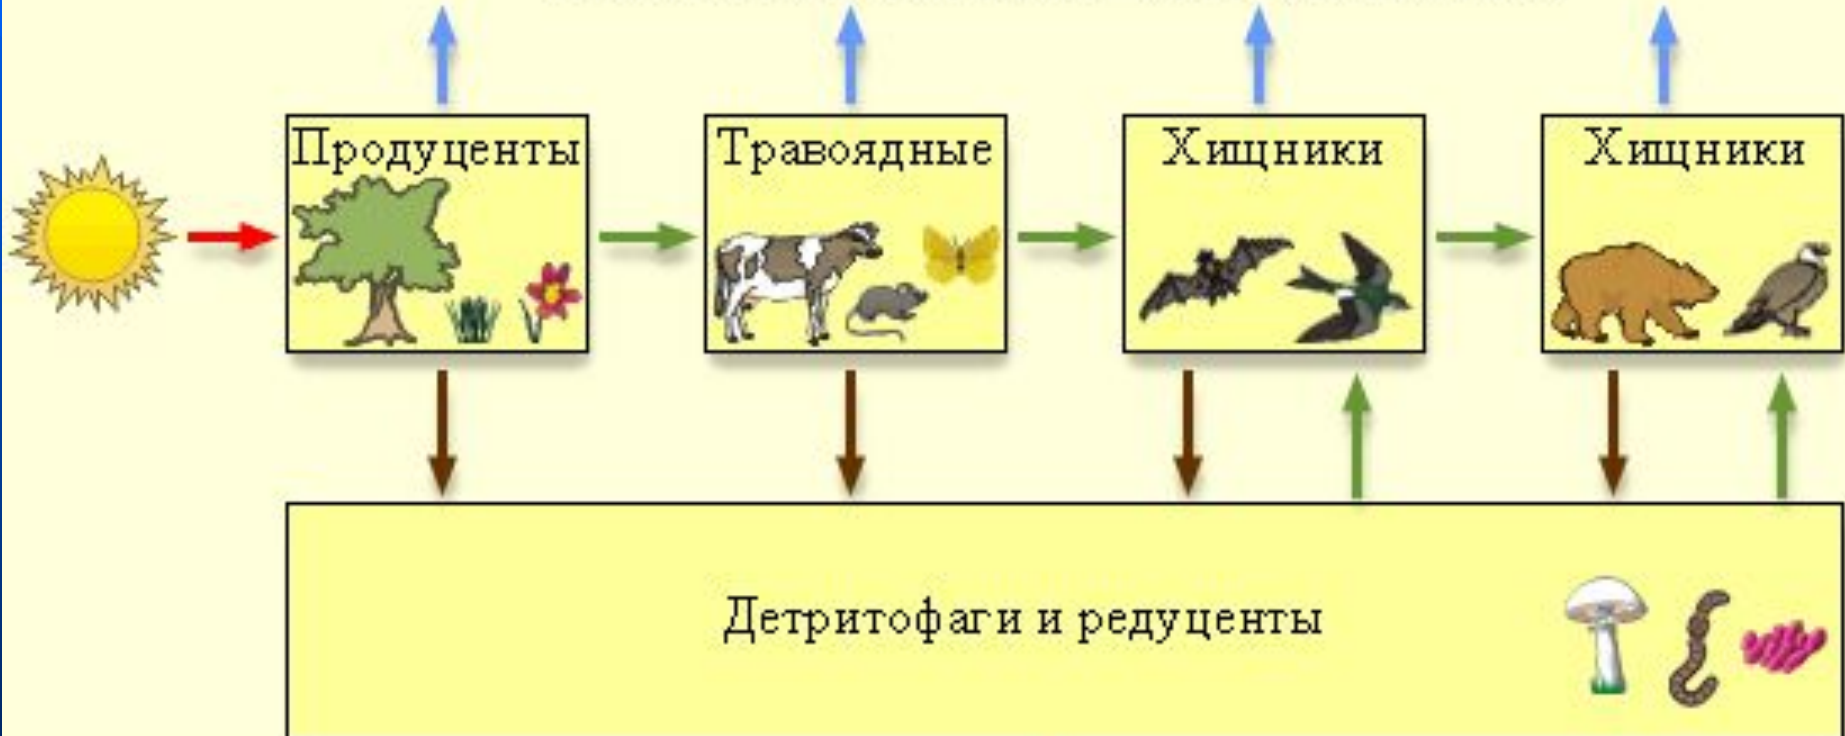 Продуценты
Травоядные
Хищники
Хищники
Детритофаги и редуценты